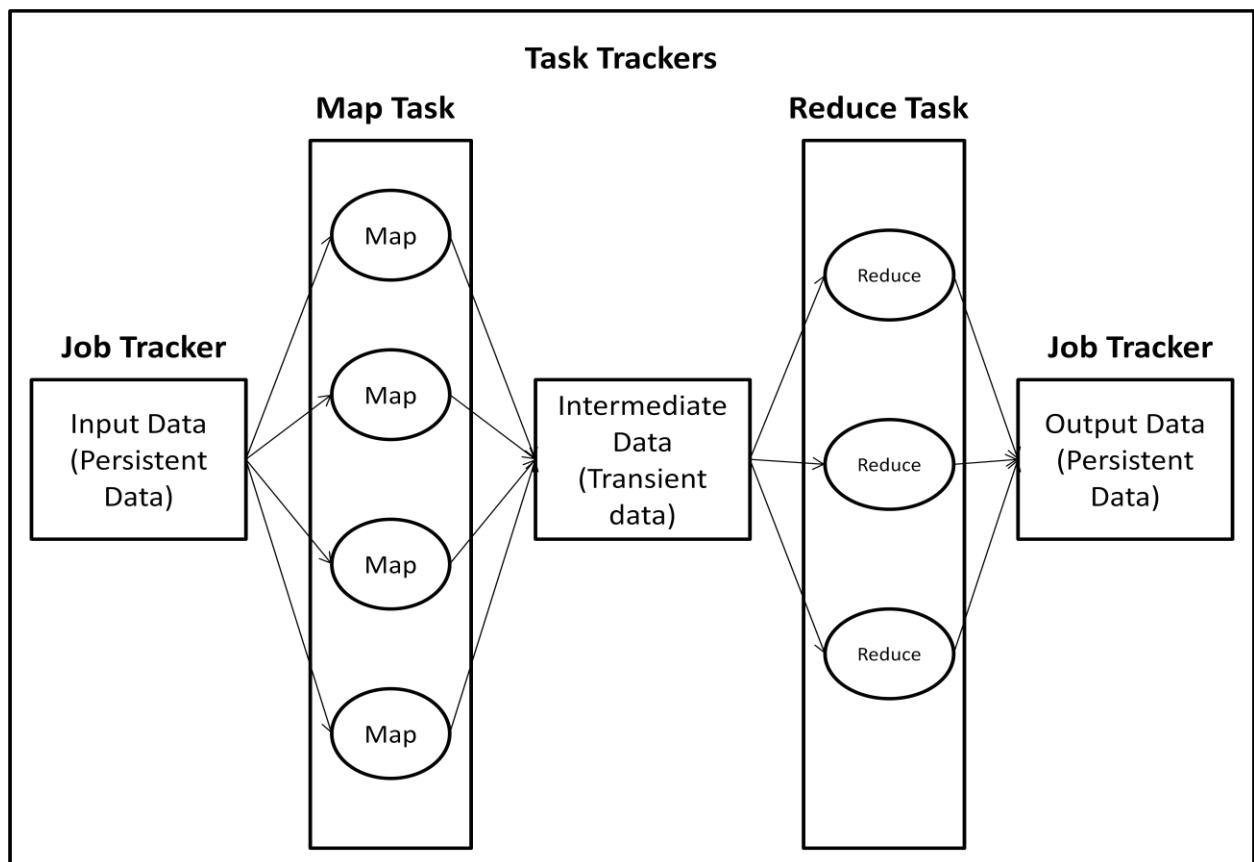 Task Trackers
Map Task
Reduce Task
Job Tracker
Job Tracker
Input Data
(Persistent
Data)
Map
Map
Map
Map
Intermediate
Data
(Transient
data)
Reduce
Reduce
Reduce
Output Data
(Persistent
Data)